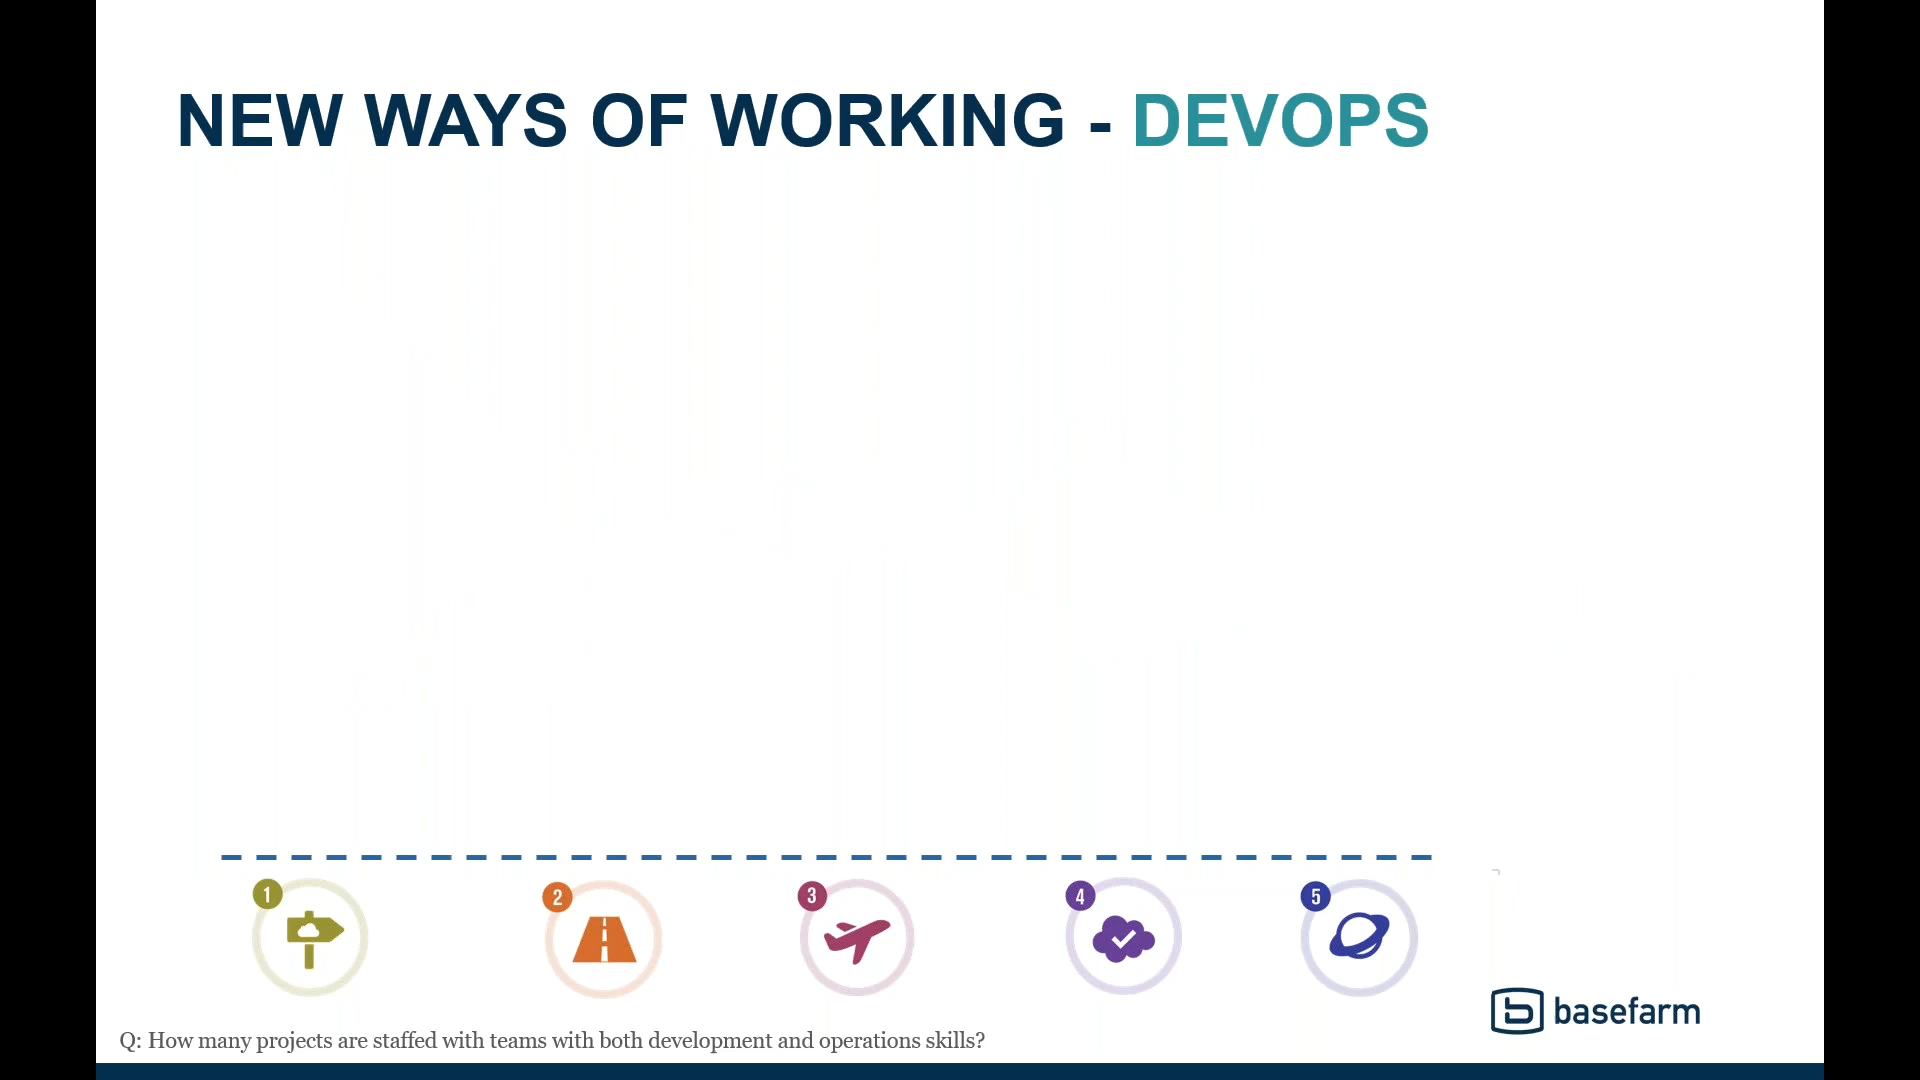 NEW WAYS OF WORKING - DEVOPS
1
2
3
4
5
basefarm
Q: How many projects are staffed with teams with both development and operations skills?